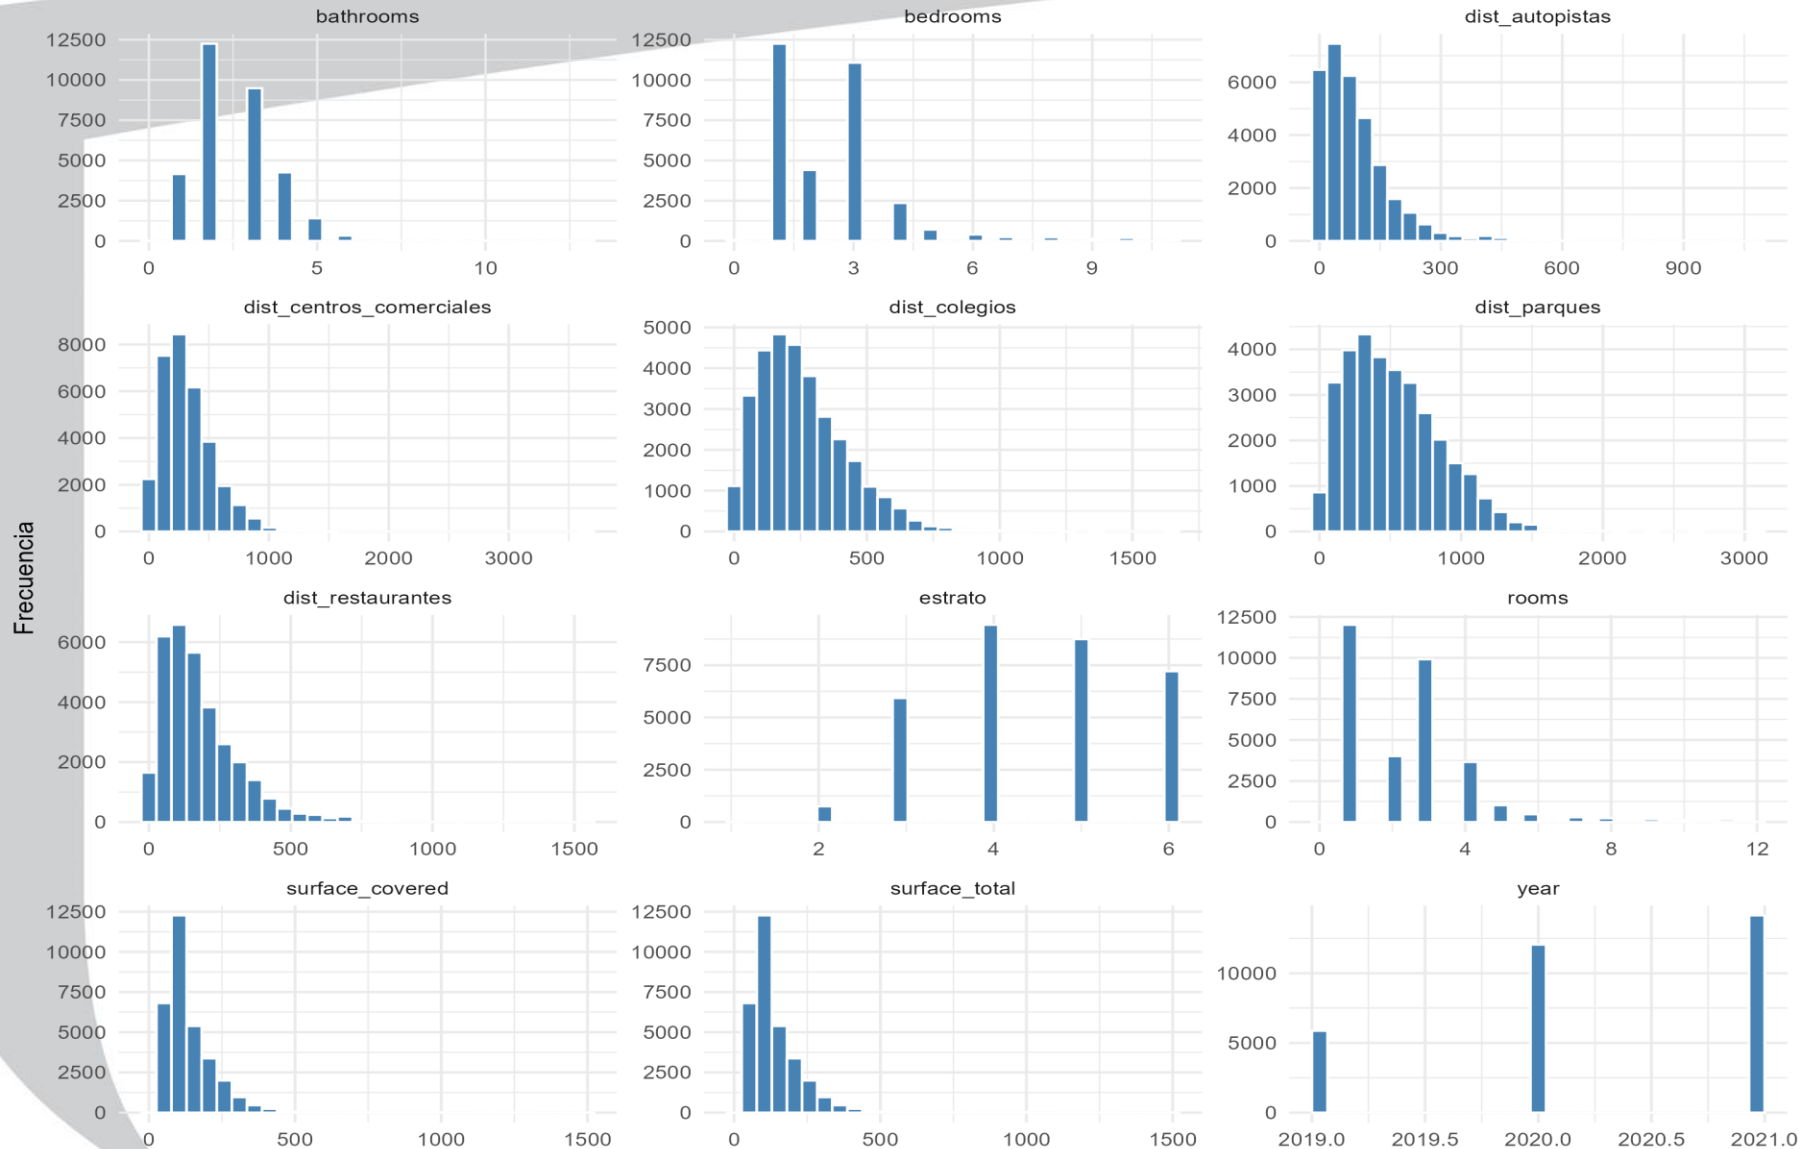 bathrooms
bedrooms
dist_autopistas
12500
10000
7500
5000
2500
0
0 5 10
12500
10000
7500
5000
2500
0
0 3 6 9
6000
4000
2000
0
0 300 600 900
dist_centros_comerciales
dist_colegios
dist_parques
8000
6000
4000
2000
0
0 1000 2000 3000
5000
4000
3000
2000
1000
0
0 500 1000 1500
4000
3000
2000
1000
0
0 1000 2000 3000
Frecuencia
dist_restaurantes
estrato
rooms
6000
4000
2000
0
0 500 1000 1500
7500
5000
2500
0
2 4 6
12500
10000
7500
5000
2500
0
0 4 8 12
surface_covered
surface_total
year
12500
10000
7500
5000
2500
0
0 500 1000 1500
12500
10000
7500
5000
2500
0
0 500 1000 1500
10000
5000
0
2019.0 2019.5 2020.0 2020.5 2021.0